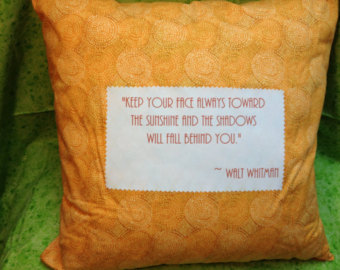 "KEEP YOUR FACE ALWAYS TOWARD
THE SUNSHINE AND THE SHADOWS
WILL FALL BEHIND YOU."
~ WALT WHITMAN